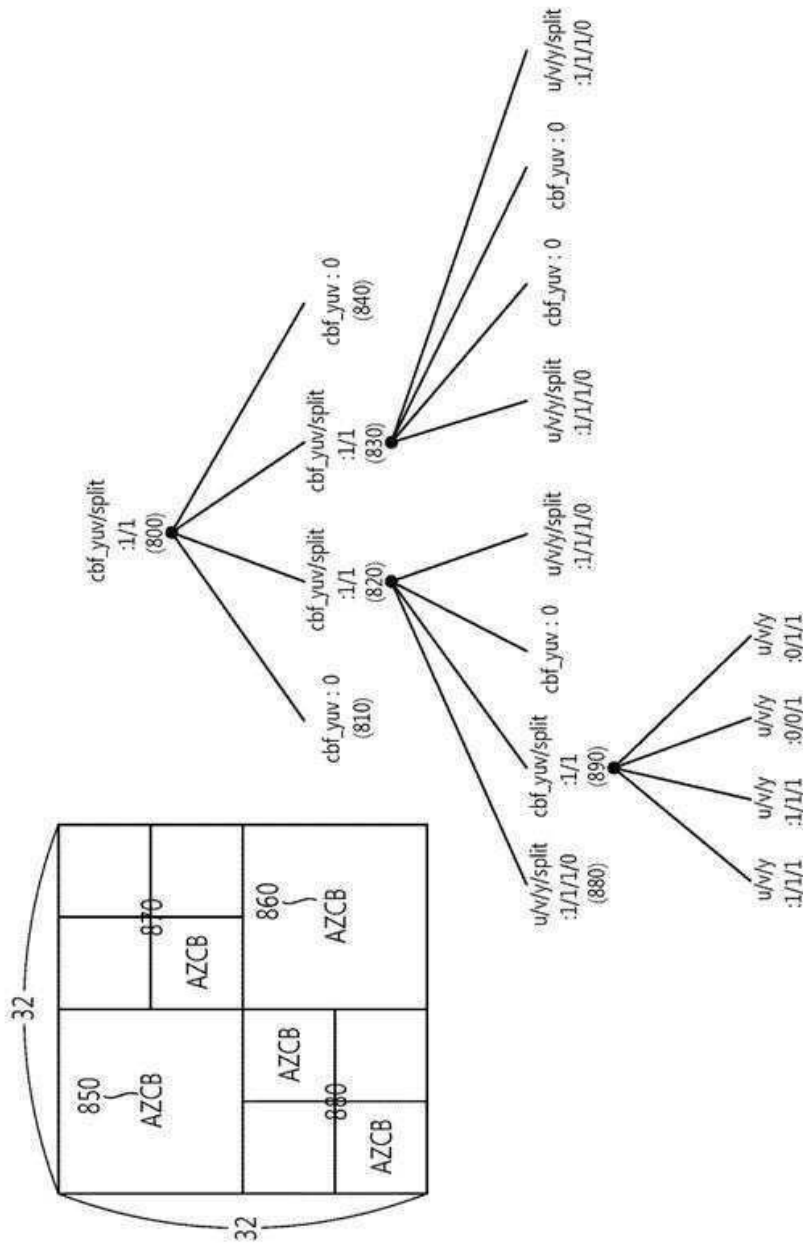 32
32
850
AZCB
870
AZCB
AZCB
880
AZCB
860
AZCB
cbf_yuv/split
:1/1
(800)
cbf_yuv : 0
(810)
cbf_yuv/split
:1/1
(820)
cbf_yuv/split
:1/1
(830)
cbf_yuv : 0
(840)
u/v/y/split
:1/1/1/0
(880)
cbf_yuv/split
:1/1
(890)
cbf_yuv : 0
u/v/y/split
:1/1/1/0
u/v/y/split
:1/1/1/0
cbf_yuv : 0
cbf_yuv : 0
u/v/y/split
:1/1/1/0
u/v/y
:1/1/1
u/v/y
:1/1/1
u/v/y
:0/0/1
u/v/y
:0/1/1